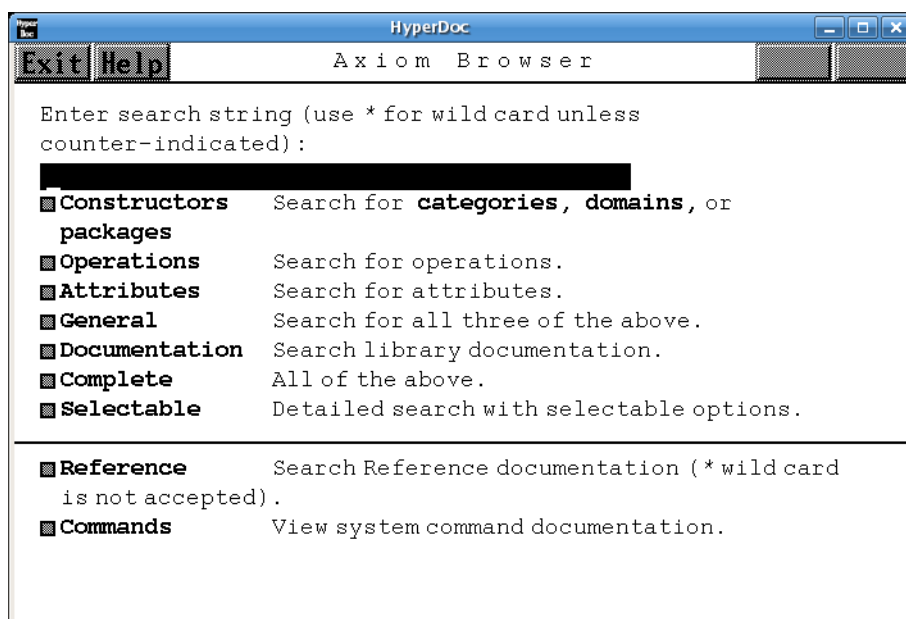 Hyper
Doc
HyperDoc
Exit Help Axiom Browser
Enter search string (use * for wild card unless
counter-indicated):
Constructors Search for categories, domains, or
packages
Operations Search for operations.
Attributes Search for attributes.
General Search for all three of the above.
Documentation Search library documentation.
Complete All of the above.
Selectable Detailed search with selectable options.
Reference Search Reference documentation (* wild card
is not accepted).
Commands View system command documentation.